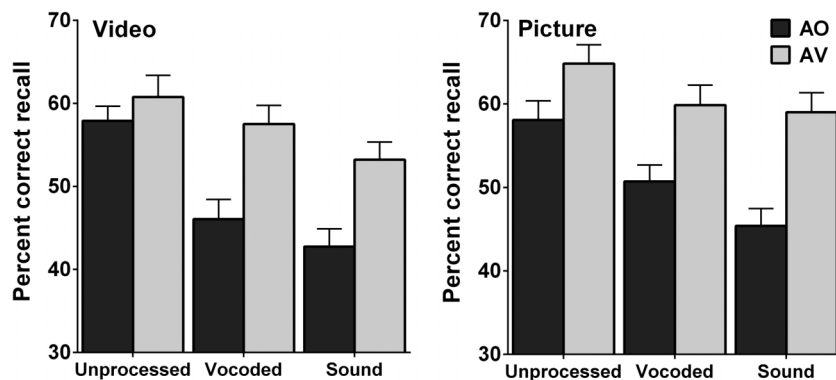 Video
Percent correct recall
70
60
50
40
30
Unprocessed Vocoded Sound
Picture
AO
AV
Percent correct recall
70
60
50
40
30
Unprocessed Vocoded Sound